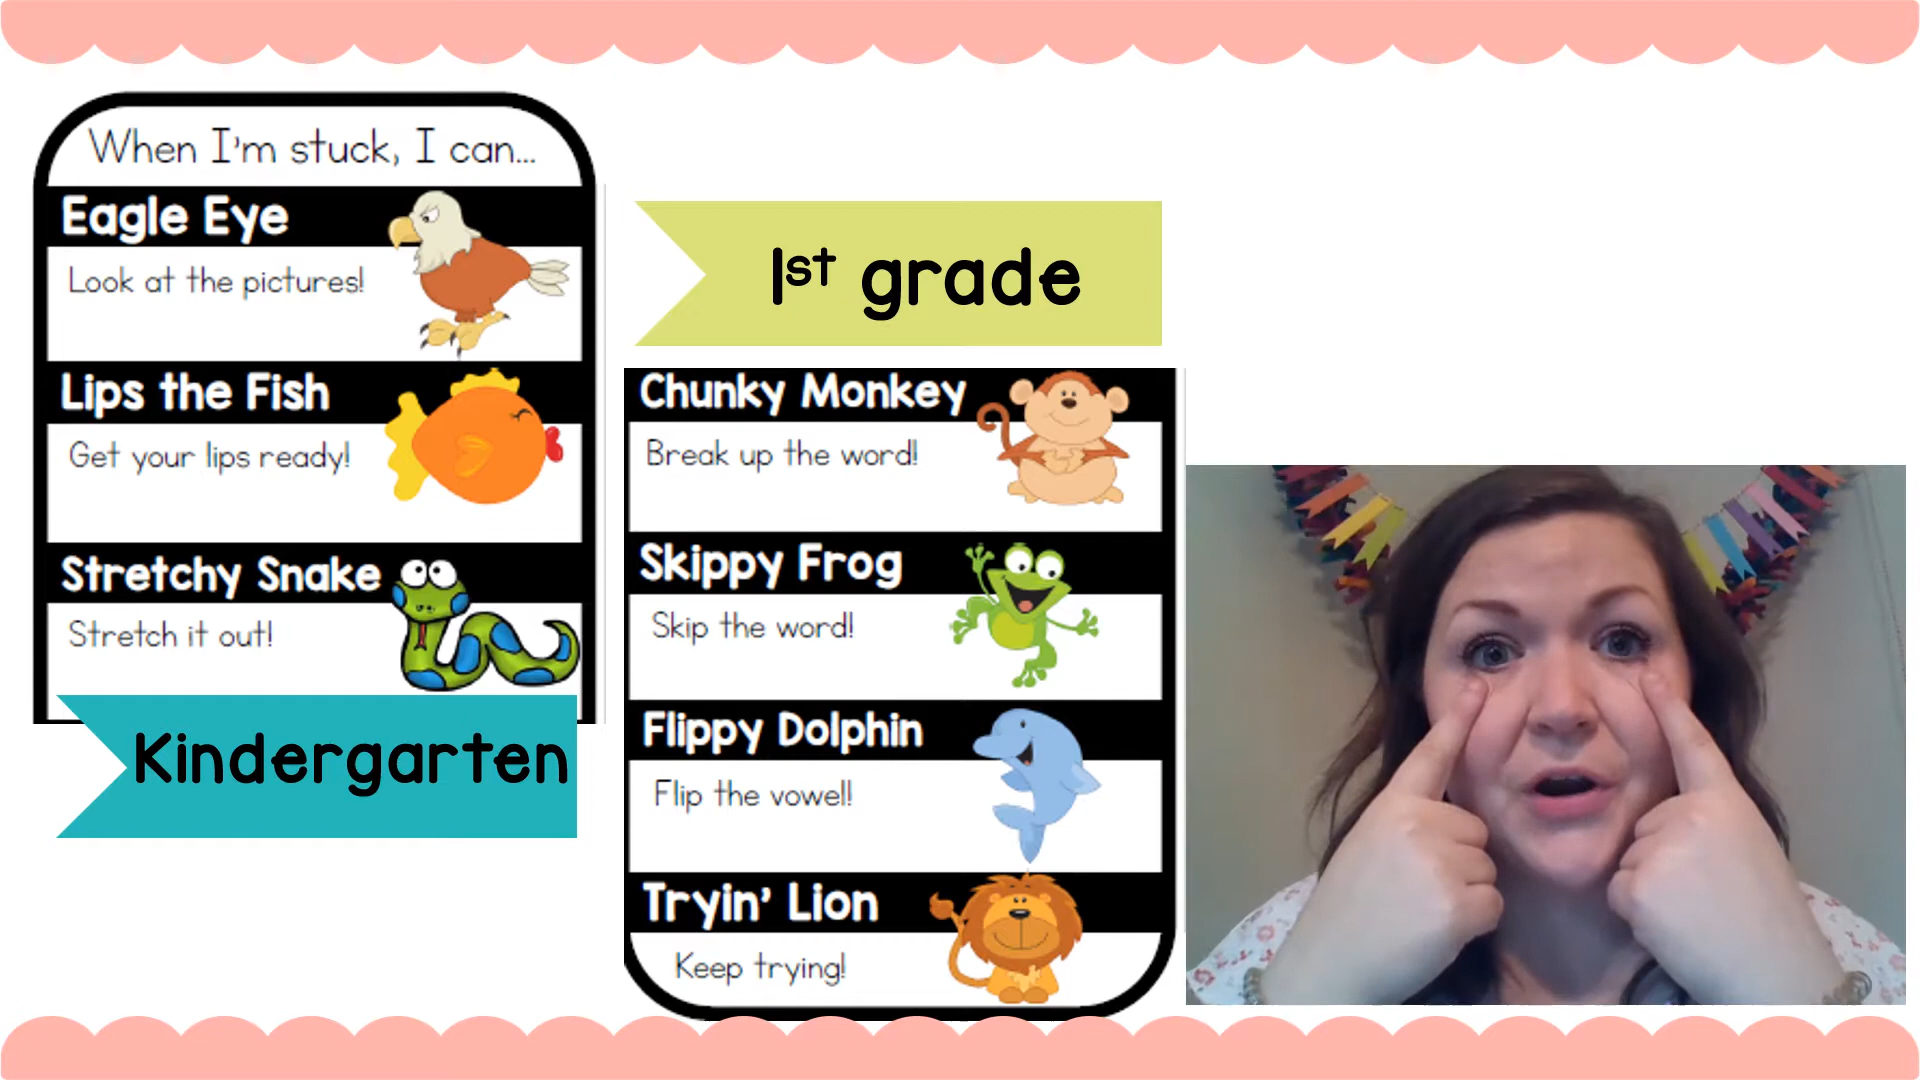 When I'm stuck, I can...
Eagle Eye
Look at the pictures!
Lips the Fish
Get your lips ready!
Stretchy Snake
Stretch it out!
Kindergarten
1st grade
Chunky Monkey
Break up the word!
Skippy Frog
Skip the word!
Flippy Dolphin
Flip the vowel!
Tryin' Lion
Keep trying!